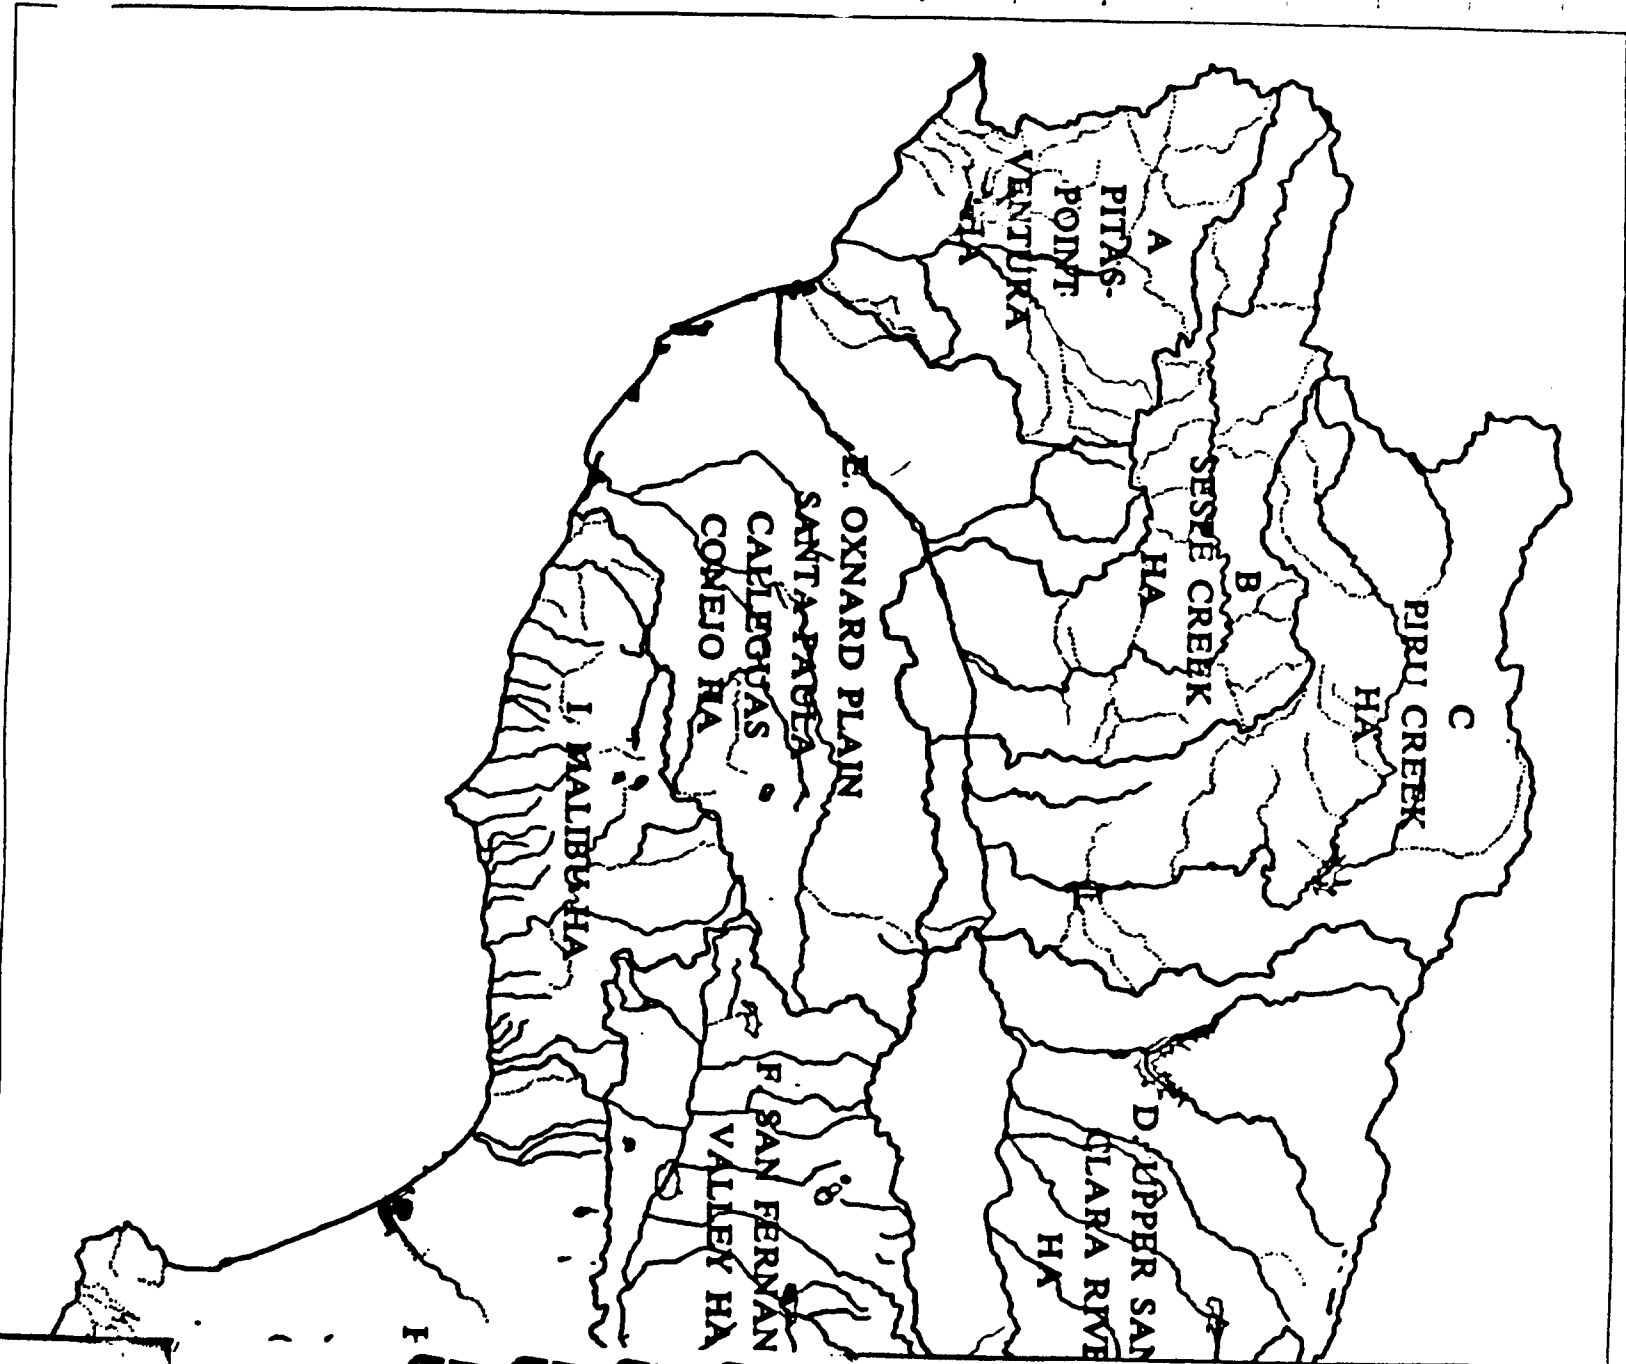 A
PITAS-
POINT
VENTURA
HA
B
SESPE CREEK
HA
C
PIRU CREEK
HA
D. UPPER SAN
CLARA RIVE
HA
E. OXNARD PLAIN
SANTA PAULA
CALLEGUAS
CONEJO HA
F. SAN FERNAN
VALLEY HA
I. MALIBU HA